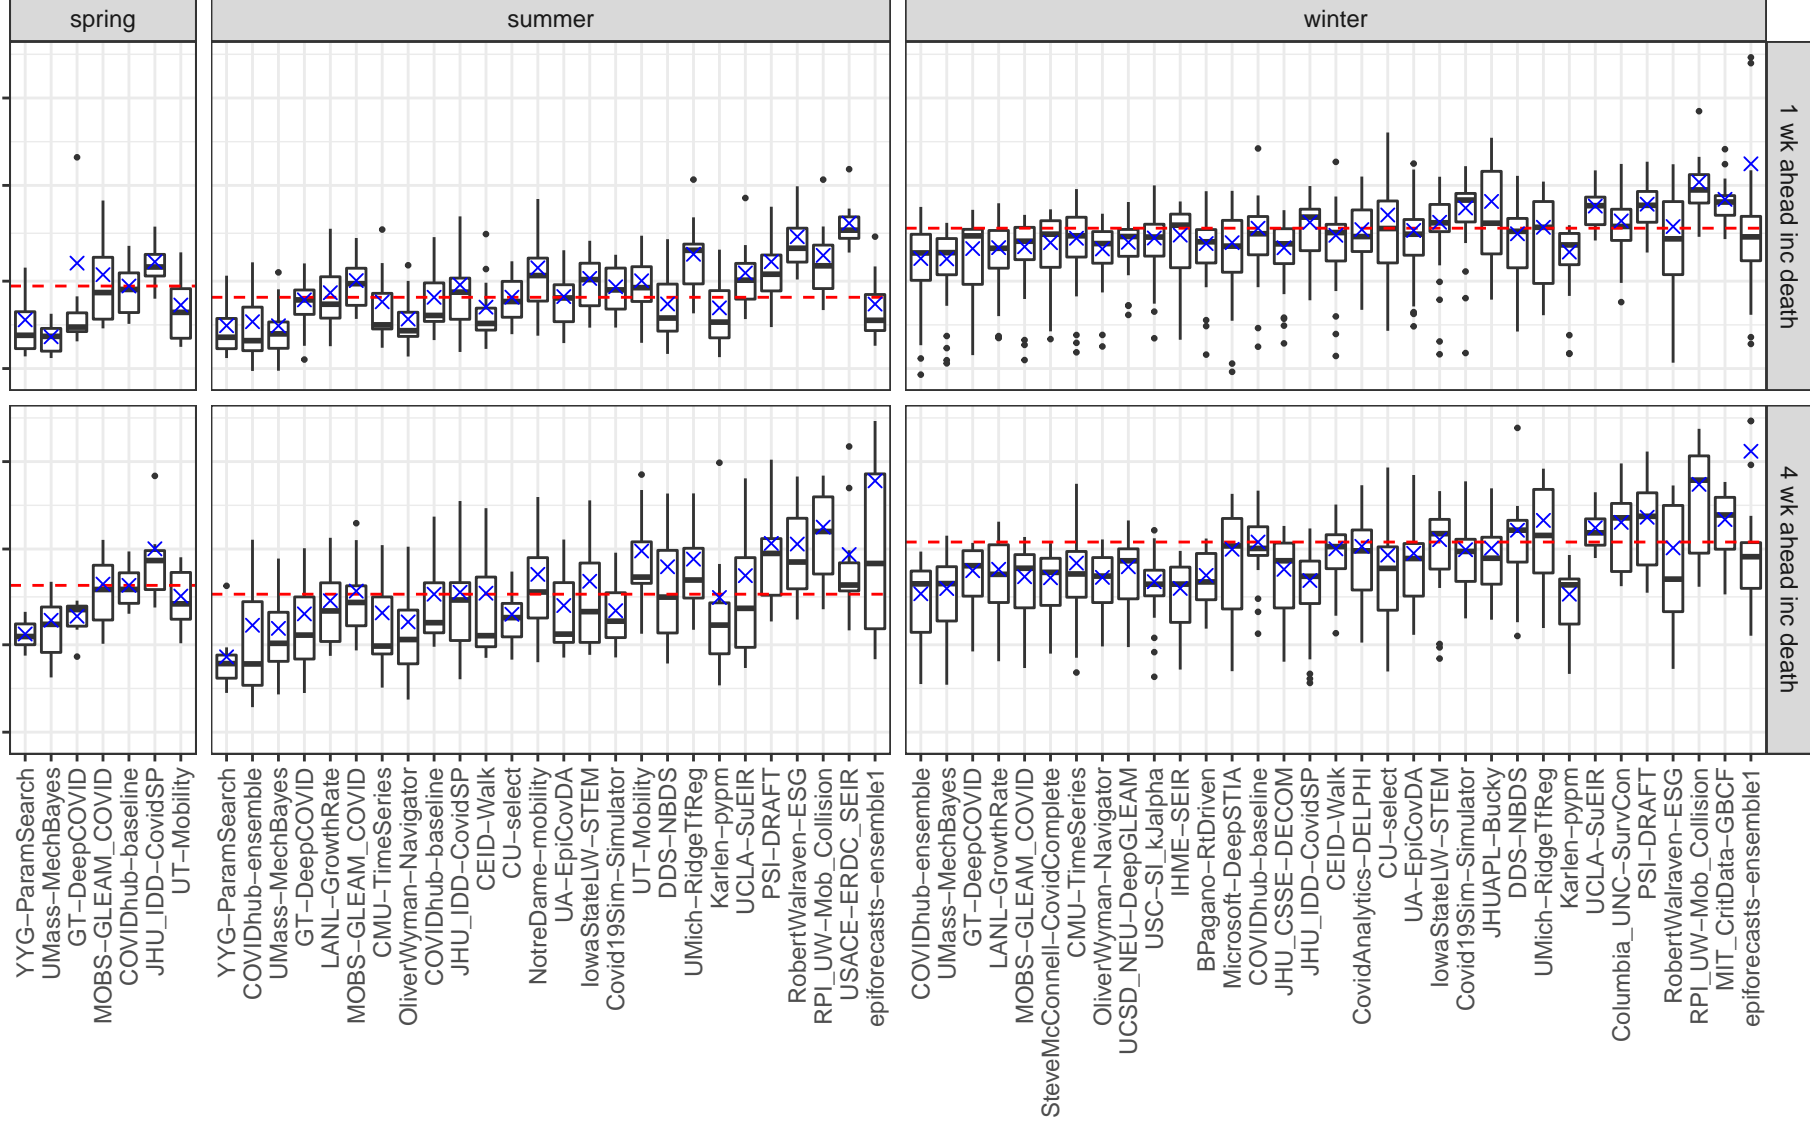 spring
summer
winter
1 wk ahead inc death
4 wk ahead inc death
YYG−ParamSearch
UMass−MechBayes
GT−DeepCOVID
MOBS−GLEAM_COVID
COVIDhub−baseline
JHU_IDD−CovidSP
UT−Mobility
YYG−ParamSearch
COVIDhub−ensemble
UMass−MechBayes
GT−DeepCOVID
LANL−GrowthRate
MOBS−GLEAM_COVID
CMU−TimeSeries
OliverWyman−Navigator
COVIDhub−baseline
JHU_IDD−CovidSP
CEID−Walk
CU−select
NotreDame−mobility
UA−EpiCovDA
IowaStateLW−STEM
Covid19Sim−Simulator
UT−Mobility
DDS−NBDS
UMich−RidgeTfReg
Karlen−pypm
UCLA−SuEIR
PSI−DRAFT
RobertWalraven−ESG
RPI_UW−Mob_Collision
USACE−ERDC_SEIR
epiforecasts−ensemble1
COVIDhub−ensemble
UMass−MechBayes
GT−DeepCOVID
LANL−GrowthRate
MOBS−GLEAM_COVID
SteveMcConnell−CovidComplete
CMU−TimeSeries
OliverWyman−Navigator
UCSD_NEU−DeepGLEAM
USC−SI_kJalpha
IHME−SEIR
BPagano−RtDriven
Microsoft−DeepSTIA
COVIDhub−baseline
JHU_CSSE−DECOM
JHU_IDD−CovidSP
CEID−Walk
CovidAnalytics−DELPHI
CU−select
UA−EpiCovDA
IowaStateLW−STEM
Covid19Sim−Simulator
JHUAPL−Bucky
DDS−NBDS
UMich−RidgeTfReg
Karlen−pypm
UCLA−SuEIR
Columbia_UNC−SurvCon
PSI−DRAFT
RobertWalraven−ESG
RPI_UW−Mob_Collision
MIT_CritData−GBCF
epiforecasts−ensemble1